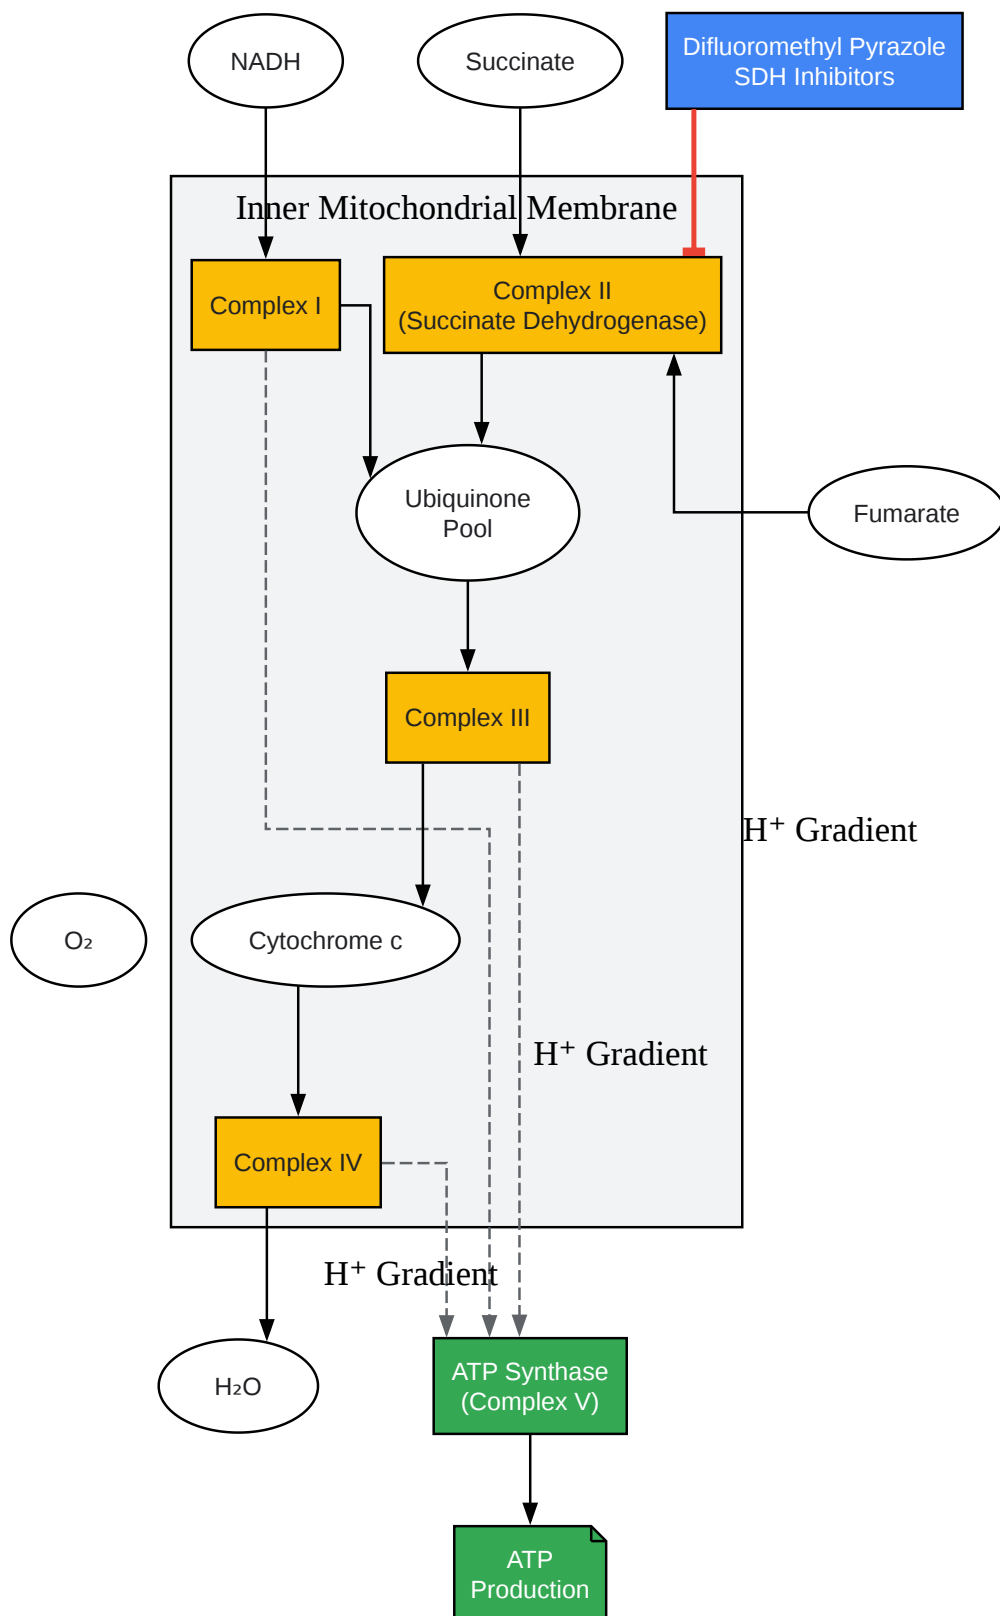 NADH
Succinate
Difluoromethyl Pyrazole
SDH Inhibitors
Inner Mitochondrial Membrane
Complex I
Complex II
(Succinate Dehydrogenase)
Ubiquinone
Pool
Fumarate
Complex III
H⁺ Gradient
O₂
Cytochrome c
H⁺ Gradient
Complex IV
H⁺ Gradient
H₂O
ATP Synthase
(Complex V)
ATP
Production